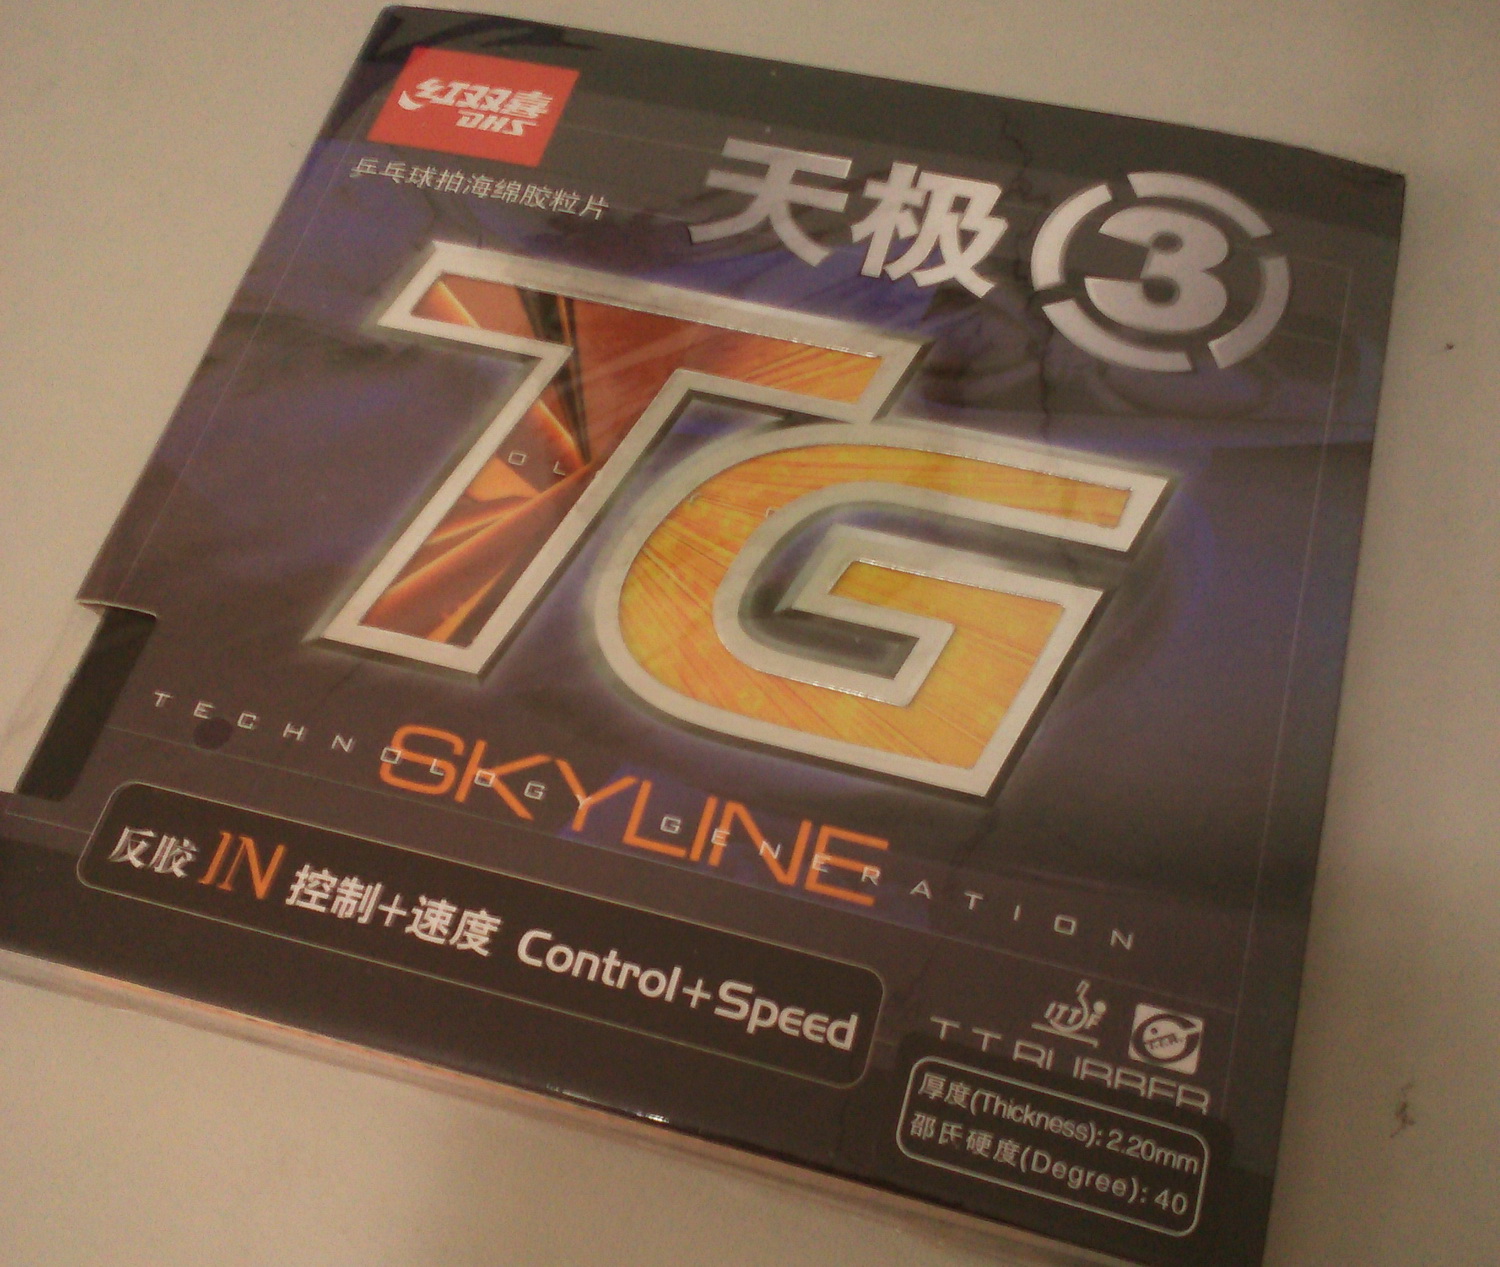 红双喜
DHS
乒乓球拍海绵胶粒片
天极 3
TG
TECHNOLOGY GENERATION
SKYLINE
反胶 IN 控制+速度 Control+Speed
ITTF
T.T. RUBBER
厚度(Thickness): 2.20mm
邵氏硬度(Degree): 40